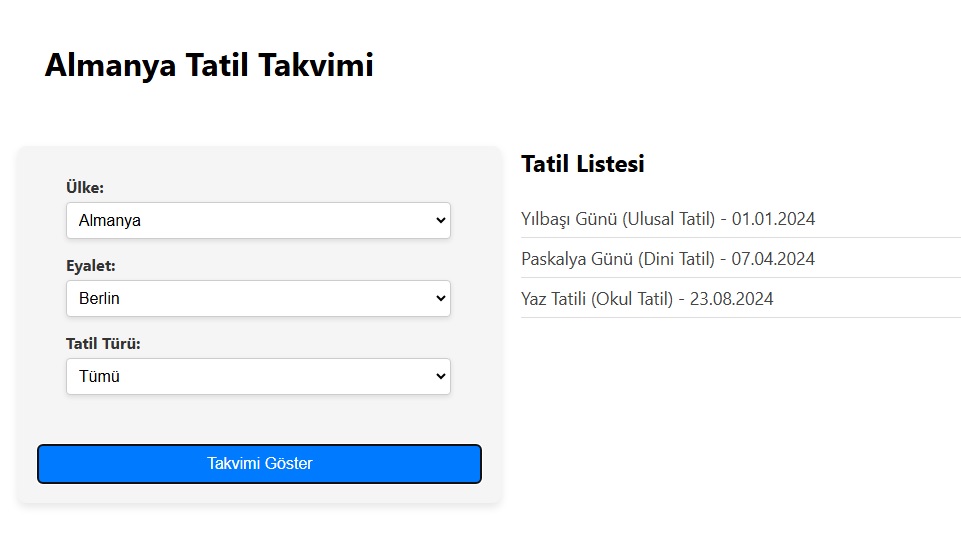 Almanya Tatil Takvimi
Ülke:
Almanya
Eyalet:
Berlin
Tatil Türü:
Tümü
Takvimi Göster
Tatil Listesi
Yılbaşı Günü (Ulusal Tatil) - 01.01.2024
Paskalya Günü (Dini Tatil) - 07.04.2024
Yaz Tatili (Okul Tatil) - 23.08.2024